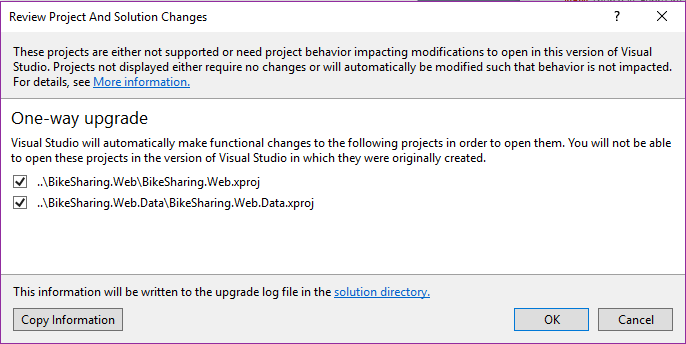 Review Project And Solution Changes
?
These projects are either not supported or need project behavior impacting modifications to open in this version of Visual
Studio. Projects not displayed either require no changes or will automatically be modified such that behavior is not impacted.
For details, see More information.
One-way upgrade
Visual Studio will automatically make functional changes to the following projects in order to open them. You will not be able
to open these projects in the version of Visual Studio in which they were originally created.
..\BikeSharing.Web\BikeSharing.Web.xproj
..\BikeSharing.Web.Data\BikeSharing.Web.Data.xproj
This information will be written to the upgrade log file in the solution directory.
Copy Information
OK
Cancel